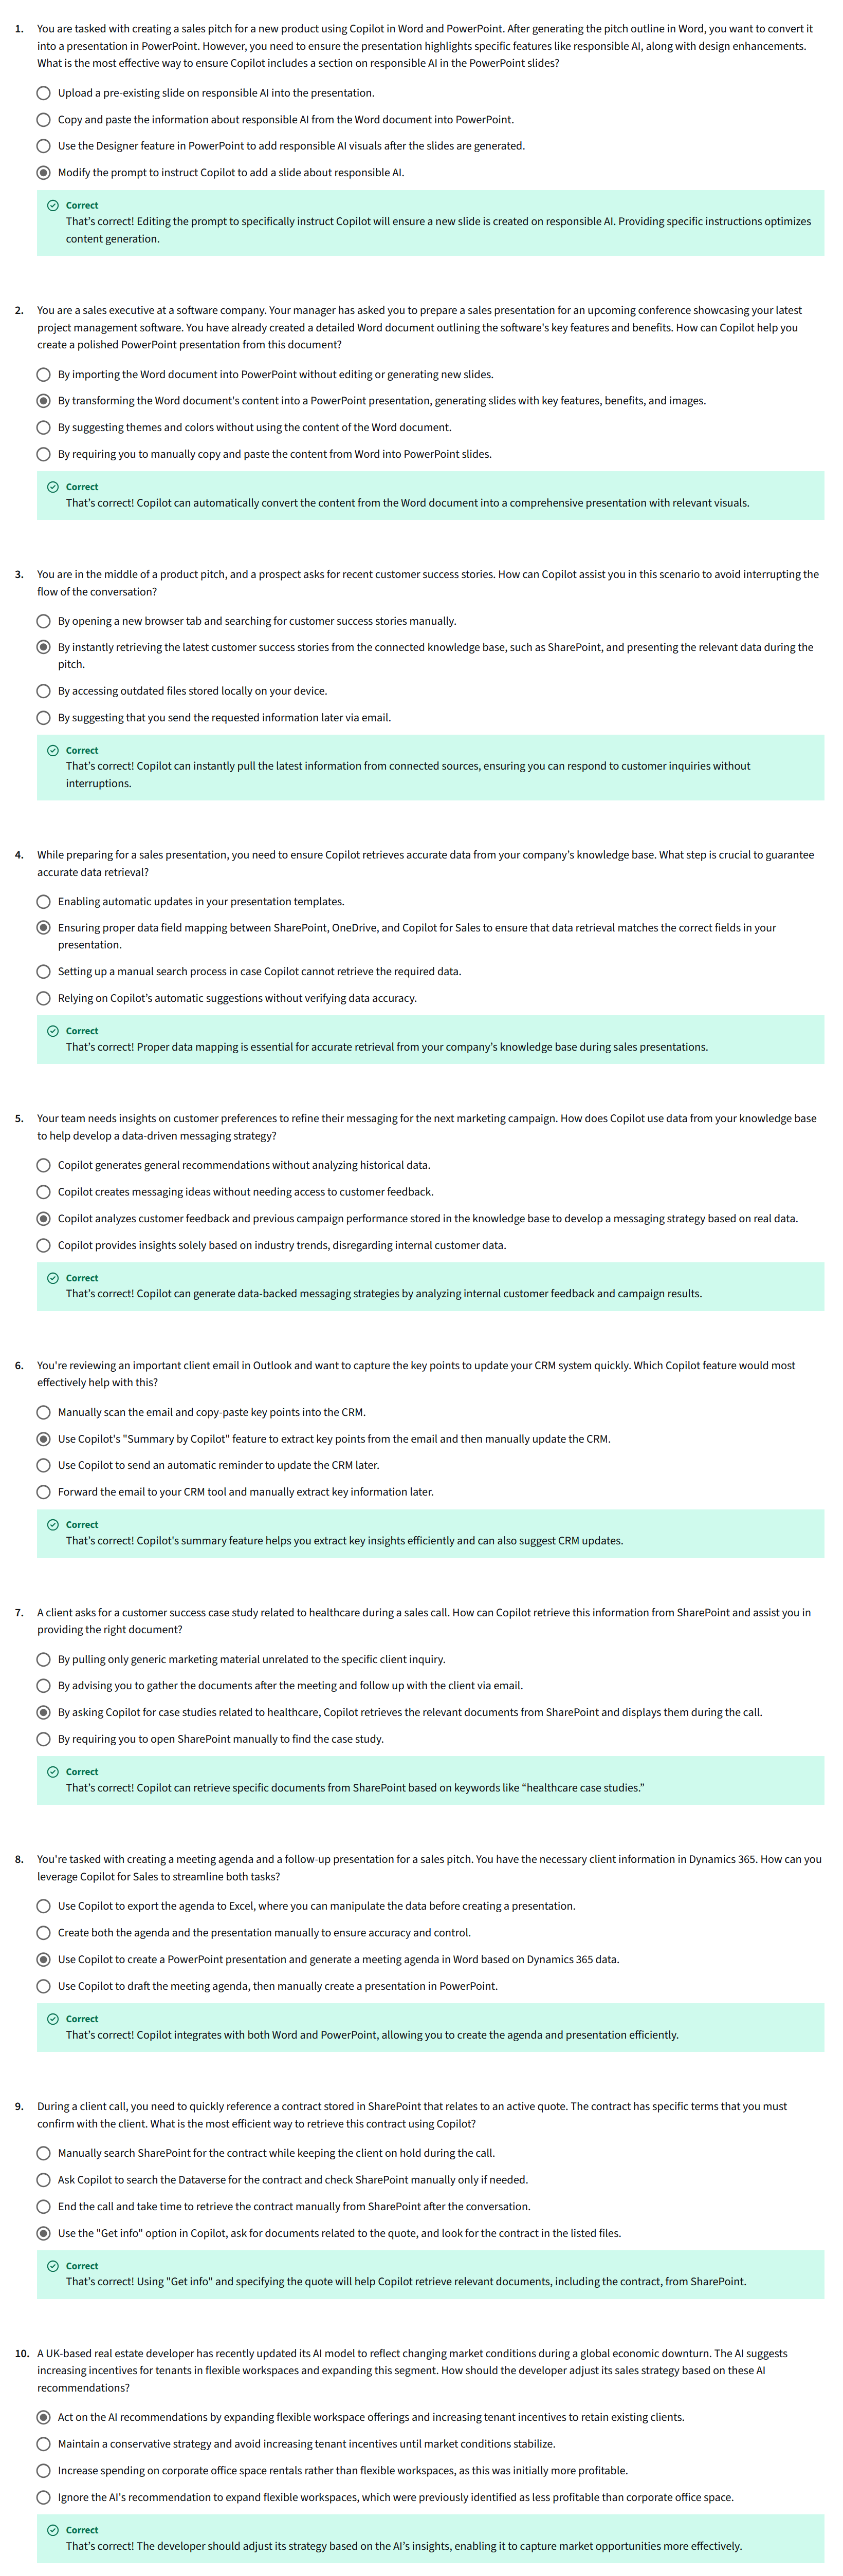 1. You are tasked with creating a sales pitch for a new product using Copilot in Word and PowerPoint. After generating the pitch outline in Word, you want to convert it
into a presentation in PowerPoint. However, you need to ensure the presentation highlights specific features like responsible AI, along with design enhancements.
What is the most effective way to ensure Copilot includes a section on responsible AI in the PowerPoint slides?
Upload a pre-existing slide on responsible AI into the presentation.
Copy and paste the information about responsible AI from the Word document into PowerPoint.
Use the Designer feature in PowerPoint to add responsible AI visuals after the slides are generated.
Modify the prompt to instruct Copilot to add a slide about responsible AI.
Correct
That's correct! Editing the prompt to specifically instruct Copilot will ensure a new slide is created on responsible AI. Providing specific instructions optimizes
content generation.
2. You are a sales executive at a software company. Your manager has asked you to prepare a sales presentation for an upcoming conference showcasing your latest
project management software. You have already created a detailed Word document outlining the software's key features and benefits. How can Copilot help you
create a polished PowerPoint presentation from this document?
By importing the Word document into PowerPoint without editing or generating new slides.
By transforming the Word document's content into a PowerPoint presentation, generating slides with key features, benefits, and images.
By suggesting themes and colors without using the content of the Word document.
By requiring you to manually copy and paste the content from Word into PowerPoint slides.
Correct
That's correct! Copilot can automatically convert the content from the Word document into a comprehensive presentation with relevant visuals.
3. You are in the middle of a product pitch, and a prospect asks for recent customer success stories. How can Copilot assist you in this scenario to avoid interrupting the
flow of the conversation?
By opening a new browser tab and searching for customer success stories manually.
By instantly retrieving the latest customer success stories from the connected knowledge base, such as SharePoint, and presenting the relevant data during the
pitch.
By accessing outdated files stored locally on your device.
By suggesting that you send the requested information later via email.
Correct
That's correct! Copilot can instantly pull the latest information from connected sources, ensuring you can respond to customer inquiries without
interruptions.
4. While preparing for a sales presentation, you need to ensure Copilot retrieves accurate data from your company's knowledge base. What step is crucial to guarantee
accurate data retrieval?
Enabling automatic updates in your presentation templates.
Ensuring proper data field mapping between SharePoint, OneDrive, and Copilot for Sales to ensure that data retrieval matches the correct fields in your
presentation.
Setting up a manual search process in case Copilot cannot retrieve the required data.
Relying on Copilot's automatic suggestions without verifying data accuracy.
Correct
That's correct! Proper data mapping is essential for accurate retrieval from your company's knowledge base during sales presentations.
5. Your team needs insights on customer preferences to refine their messaging for the next marketing campaign. How does Copilot use data from your knowledge base
to help develop a data-driven messaging strategy?
Copilot generates general recommendations without analyzing historical data.
Copilot creates messaging ideas without needing access to customer feedback.
Copilot analyzes customer feedback and previous campaign performance stored in the knowledge base to develop a messaging strategy based on real data.
Copilot provides insights solely based on industry trends, disregarding internal customer data.
Correct
That's correct! Copilot can generate data-backed messaging strategies by analyzing internal customer feedback and campaign results.
6. You're reviewing an important client email in Outlook and want to capture the key points to update your CRM system quickly. Which Copilot feature would most
effectively help with this?
Manually scan the email and copy-paste key points into the CRM.
Use Copilot's "Summary by Copilot" feature to extract key points from the email and then manually update the CRM.
Use Copilot to send an automatic reminder to update the CRM later.
Forward the email to your CRM tool and manually extract key information later.
Correct
That's correct! Copilot's summary feature helps you extract key insights efficiently and can also suggest CRM updates.
7. A client asks for a customer success case study related to healthcare during a sales call. How can Copilot retrieve this information from SharePoint and assist you in
providing the right document?
By pulling only generic marketing material unrelated to the specific client inquiry.
By advising you to gather the documents after the meeting and follow up with the client via email.
By asking Copilot for case studies related to healthcare, Copilot retrieves the relevant documents from SharePoint and displays them during the call.
By requiring you to open SharePoint manually to find the case study.
Correct
That's correct! Copilot can retrieve specific documents from SharePoint based on keywords like “healthcare case studies.”
8. You're tasked with creating a meeting agenda and a follow-up presentation for a sales pitch. You have the necessary client information in Dynamics 365. How can you
leverage Copilot for Sales to streamline both tasks?
Use Copilot to export the agenda to Excel, where you can manipulate the data before creating a presentation.
Create both the agenda and the presentation manually to ensure accuracy and control.
Use Copilot to create a PowerPoint presentation and generate a meeting agenda in Word based on Dynamics 365 data.
Use Copilot to draft the meeting agenda, then manually create a presentation in PowerPoint.
Correct
That's correct! Copilot integrates with both Word and PowerPoint, allowing you to create the agenda and presentation efficiently.
9. During a client call, you need to quickly reference a contract stored in SharePoint that relates to an active quote. The contract has specific terms that you must
confirm with the client. What is the most efficient way to retrieve this contract using Copilot?
Manually search SharePoint for the contract while keeping the client on hold during the call.
Ask Copilot to search the Dataverse for the contract and check SharePoint manually only if needed.
End the call and take time to retrieve the contract manually from SharePoint after the conversation.
Use the "Get info" option in Copilot, ask for documents related to the quote, and look for the contract in the listed files.
Correct
That's correct! Using "Get info" and specifying the quote will help Copilot retrieve relevant documents, including the contract, from SharePoint.
10. A UK-based real estate developer has recently updated its AI model to reflect changing market conditions during a global economic downturn. The AI suggests
increasing incentives for tenants in flexible workspaces and expanding this segment. How should the developer adjust its sales strategy based on these AI
recommendations?
Act on the AI recommendations by expanding flexible workspace offerings and increasing tenant incentives to retain existing clients.
Maintain a conservative strategy and avoid increasing tenant incentives until market conditions stabilize.
Increase spending on corporate office space rentals rather than flexible workspaces, as this was initially more profitable.
Ignore the AI's recommendation to expand flexible workspaces, which were previously identified as less profitable than corporate office space.
Correct
That's correct! The developer should adjust its strategy based on the AI's insights, enabling it to capture market opportunities more effectively.